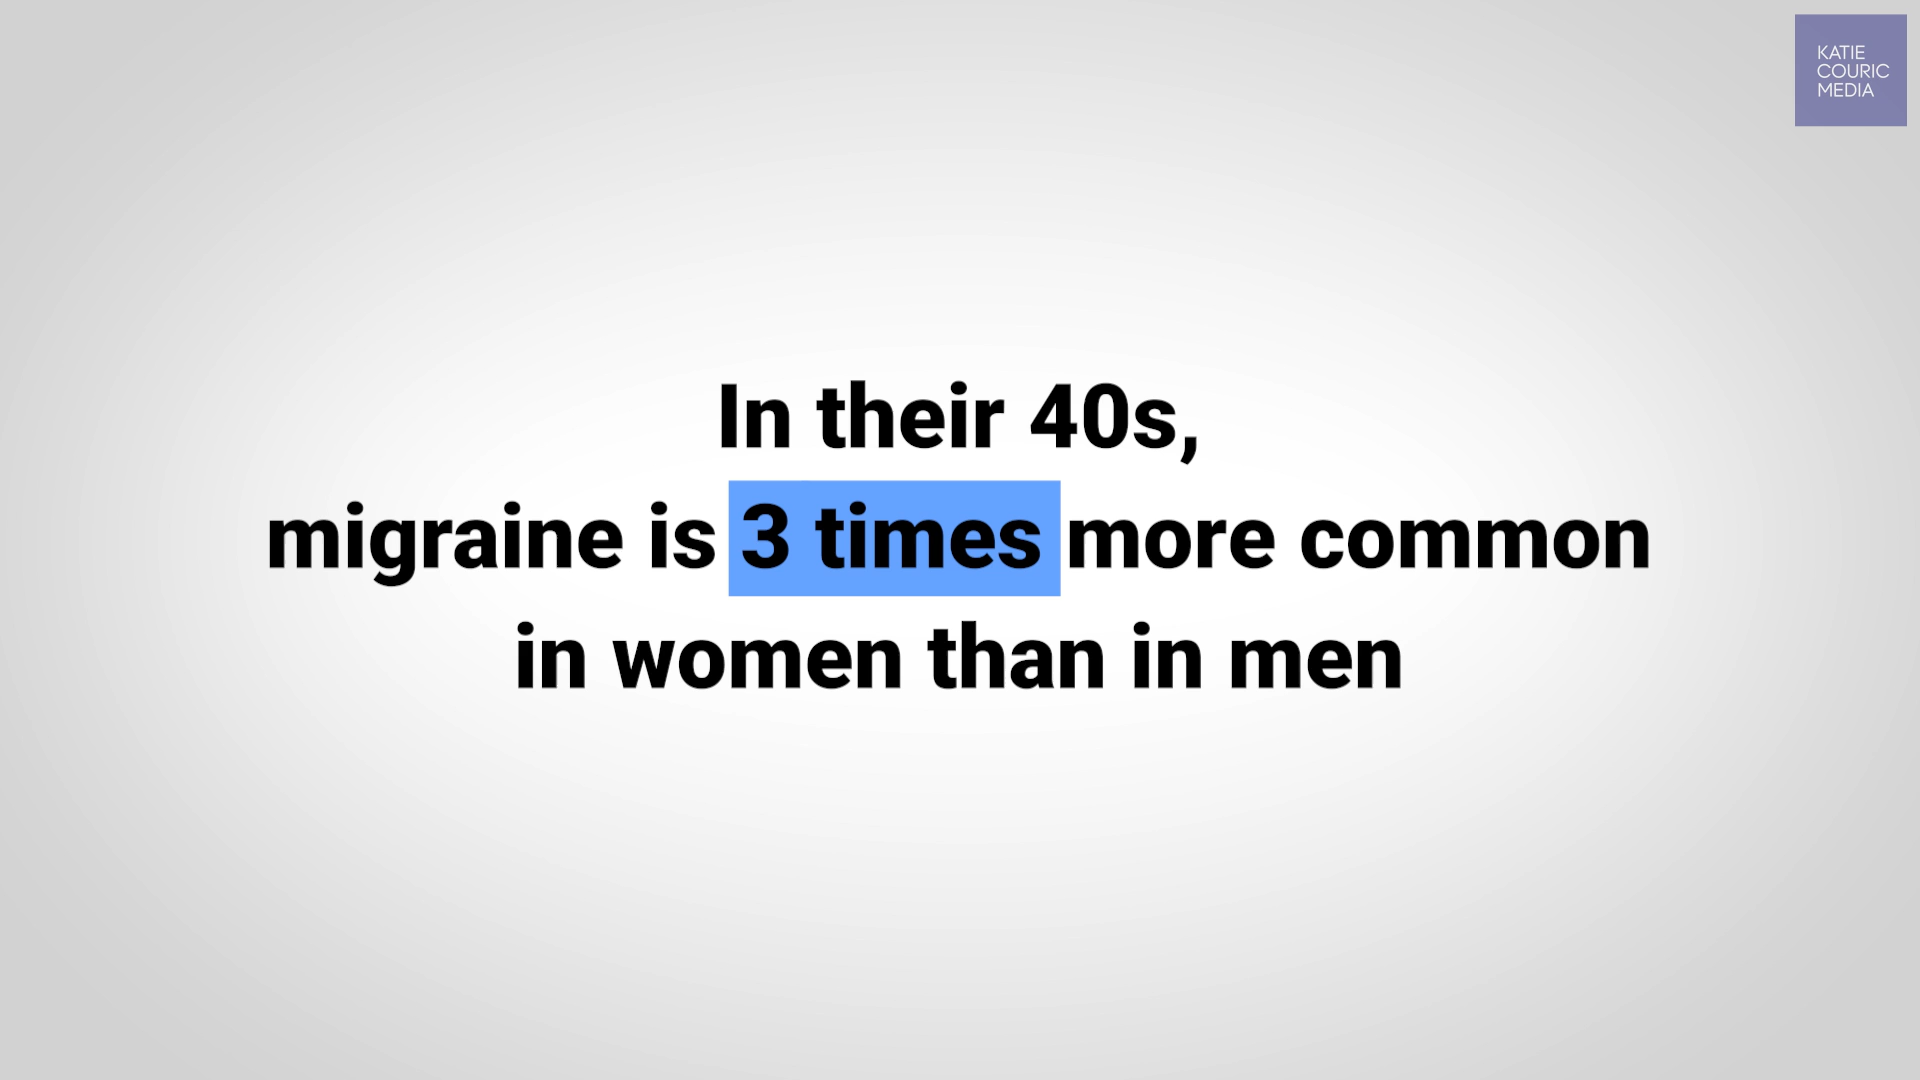 KATIE
COURIC
MEDIA
In their 40s,
migraine is 3 times more common
in women than in men